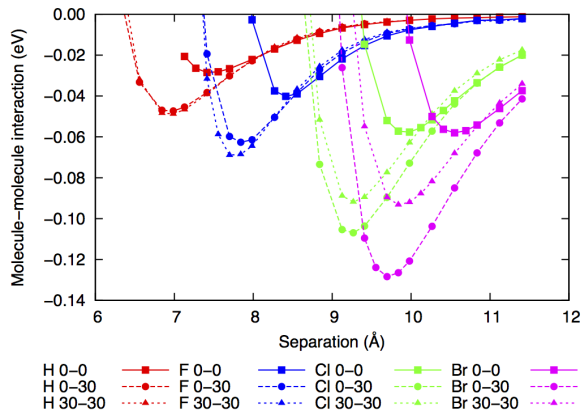 0.00
−0.02
−0.04
−0.06
−0.08
−0.10
−0.12
−0.14
Molecule−molecule interaction (eV)
6 7 8 9 10 11 12
Separation (Å)
H 0−0 F 0−0 Cl 0−0 Br 0−0
H 0−30 F 0−30 Cl 0−30 Br 0−30
H 30−30 F 30−30 Cl 30−30 Br 30−30